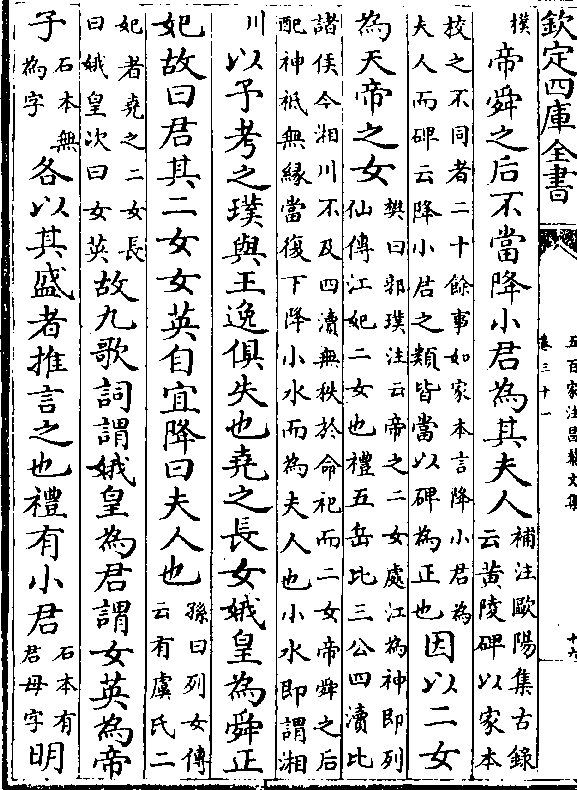 欽定四庫全書
五百家注昌黎文集
卷三十一
十六
璞帝舜之后不當降小君為其夫人補注歐陽集古錄
云黄陵碑以家本
校之不同者二十餘事如家本言降小君為
夫人而碑云降小君之類皆當以碑為正也因以二女
為天帝之女樊曰郭璞注云帝之二女處江為神即列
仙傳江妃二女也禮五岳比三公四瀆比
諸侯今湘川不及四瀆無秩於命祀而二女帝舜之后
配神祇無緣當復下降小水而為夫人也小水即謂湘
川以予考之璞與王逸俱失也堯之長女娥皇為舜正
妃故曰君其二女女英自宜降曰夫人也孫曰列女傳
云有虞氏二
妃者堯之二女長
曰娥皇次曰女英故九歌詞謂娥皇為君謂女英為帝
子石本無
為字各以其盛者推言之也禮有小君石本有
君母字明